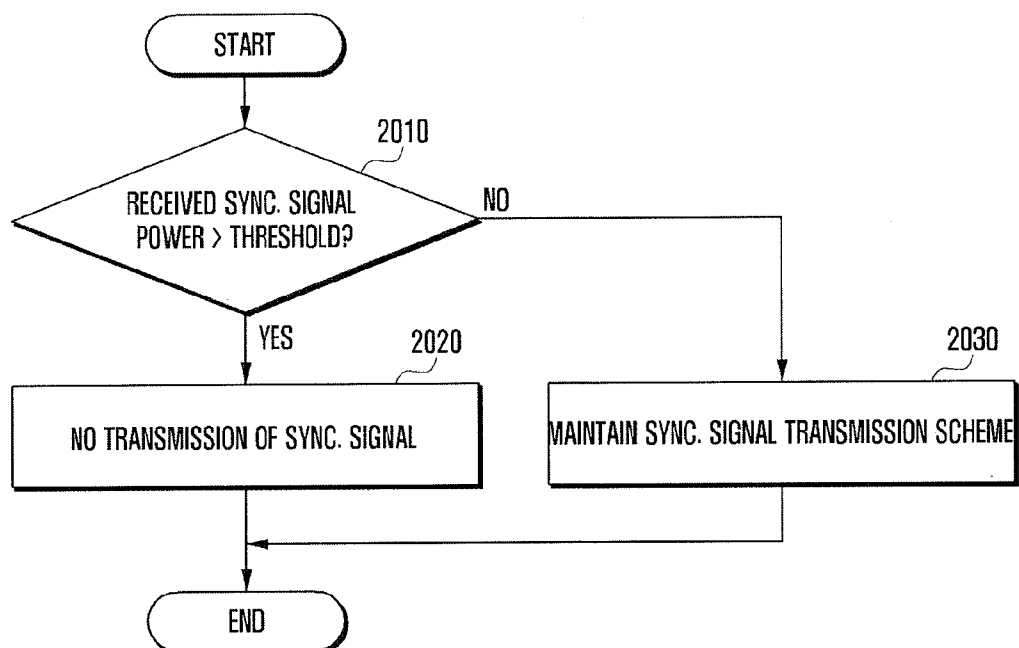 START
2010
RECEIVED SYNC. SIGNAL
POWER > THRESHOLD?
NO
YES
2020
NO TRANSMISSION OF SYNC. SIGNAL
2030
MAINTAIN SYNC. SIGNAL TRANSMISSION SCHEME
END